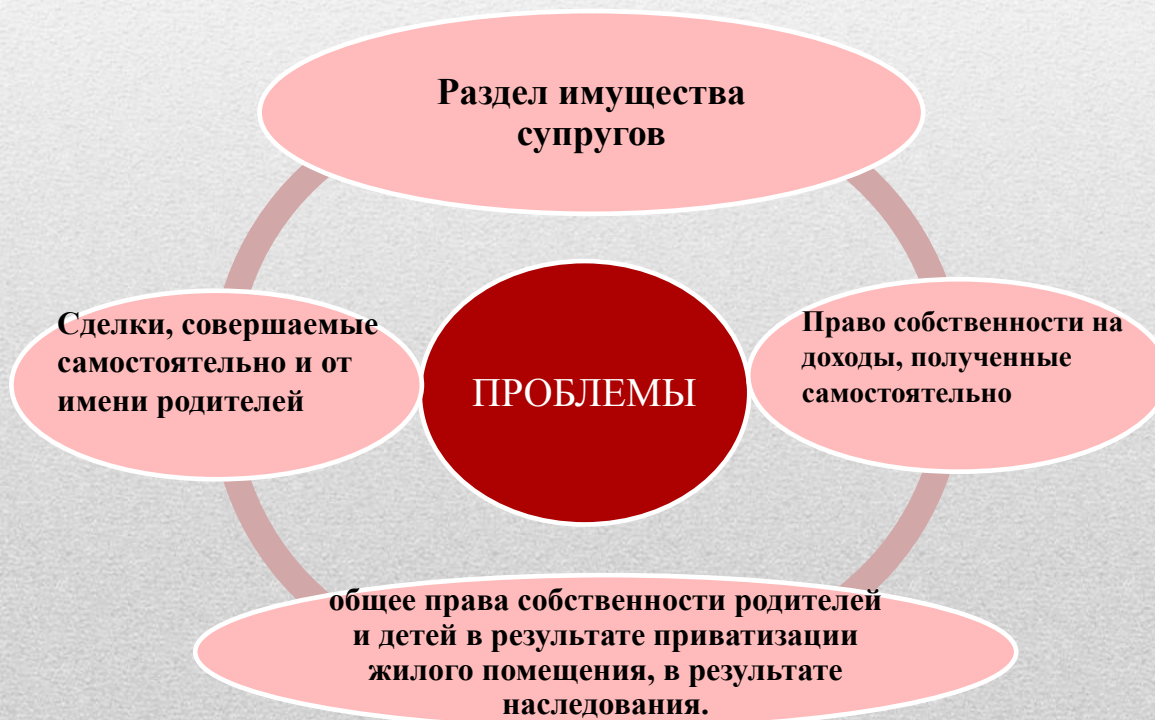 Раздел имущества
супругов
Сделки, совершаемые
самостоятельно и от
имени родителей
ПРОБЛЕМЫ
Право собственности на
доходы, полученные
самостоятельно
общее права собственности родителей
и детей в результате приватизации
жилого помещения, в результате
наследования.